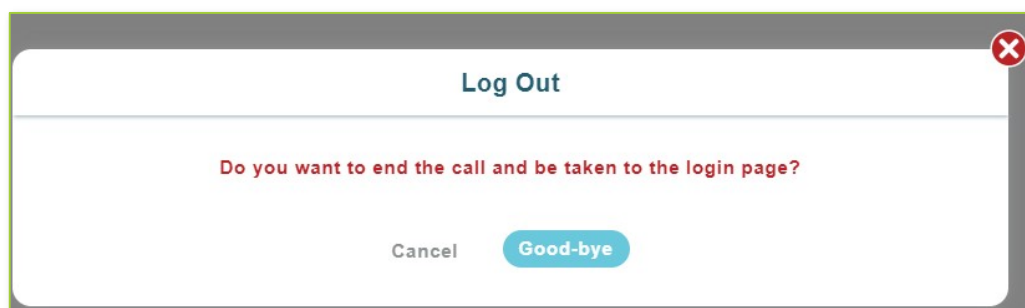 Log Out
Do you want to end the call and be taken to the login page?
Cancel Good-bye